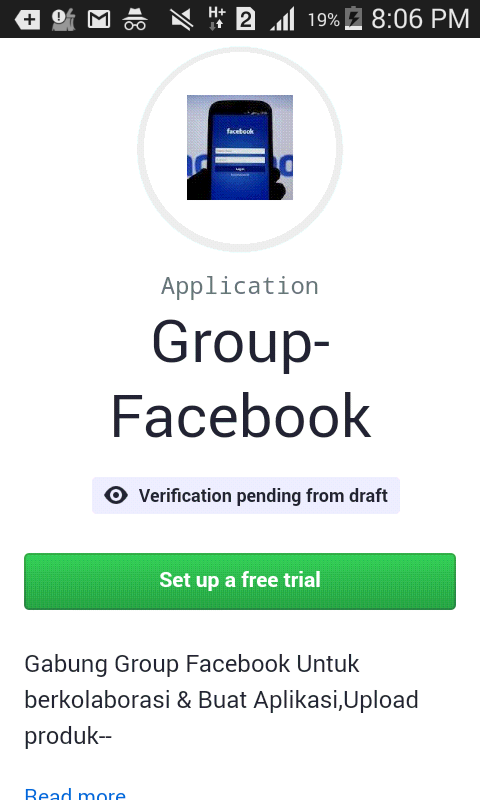 H+
2
19%
8:06 PM
facebook
Application
Group-
Facebook
Verification pending from draft
Set up a free trial
Gabung Group Facebook Untuk
berkolaborasi & Buat Aplikasi,Upload
produk--
Read more